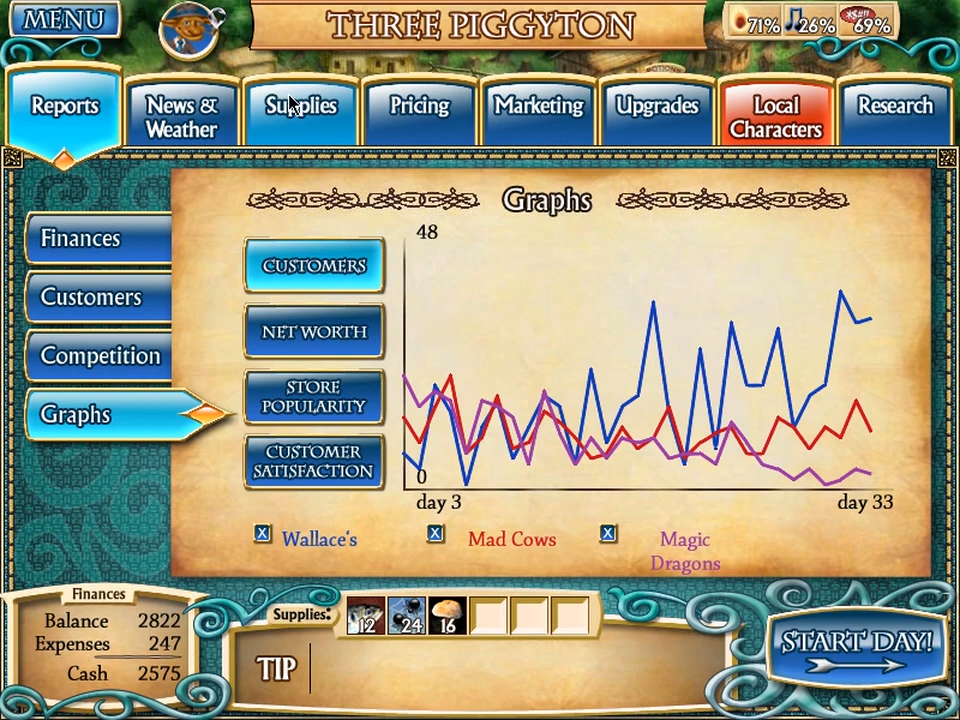 MENU
THREE PIGGYTON
71%
26%
69%
Reports
News &
Weather
Supplies
Pricing
Marketing
Upgrades
Local
Characters
Research
Graphs
Finances
Customers
Competition
Graphs
CUSTOMERS
NET WORTH
STORE
POPULARITY
CUSTOMER
SATISFACTION
48
0
day 3
day 33
X Wallace's
X Mad Cows
X Magic
Dragons
Finances
Balance 2822
Expenses 247
Cash 2575
Supplies:
12
24
16
TIP
START DAY!